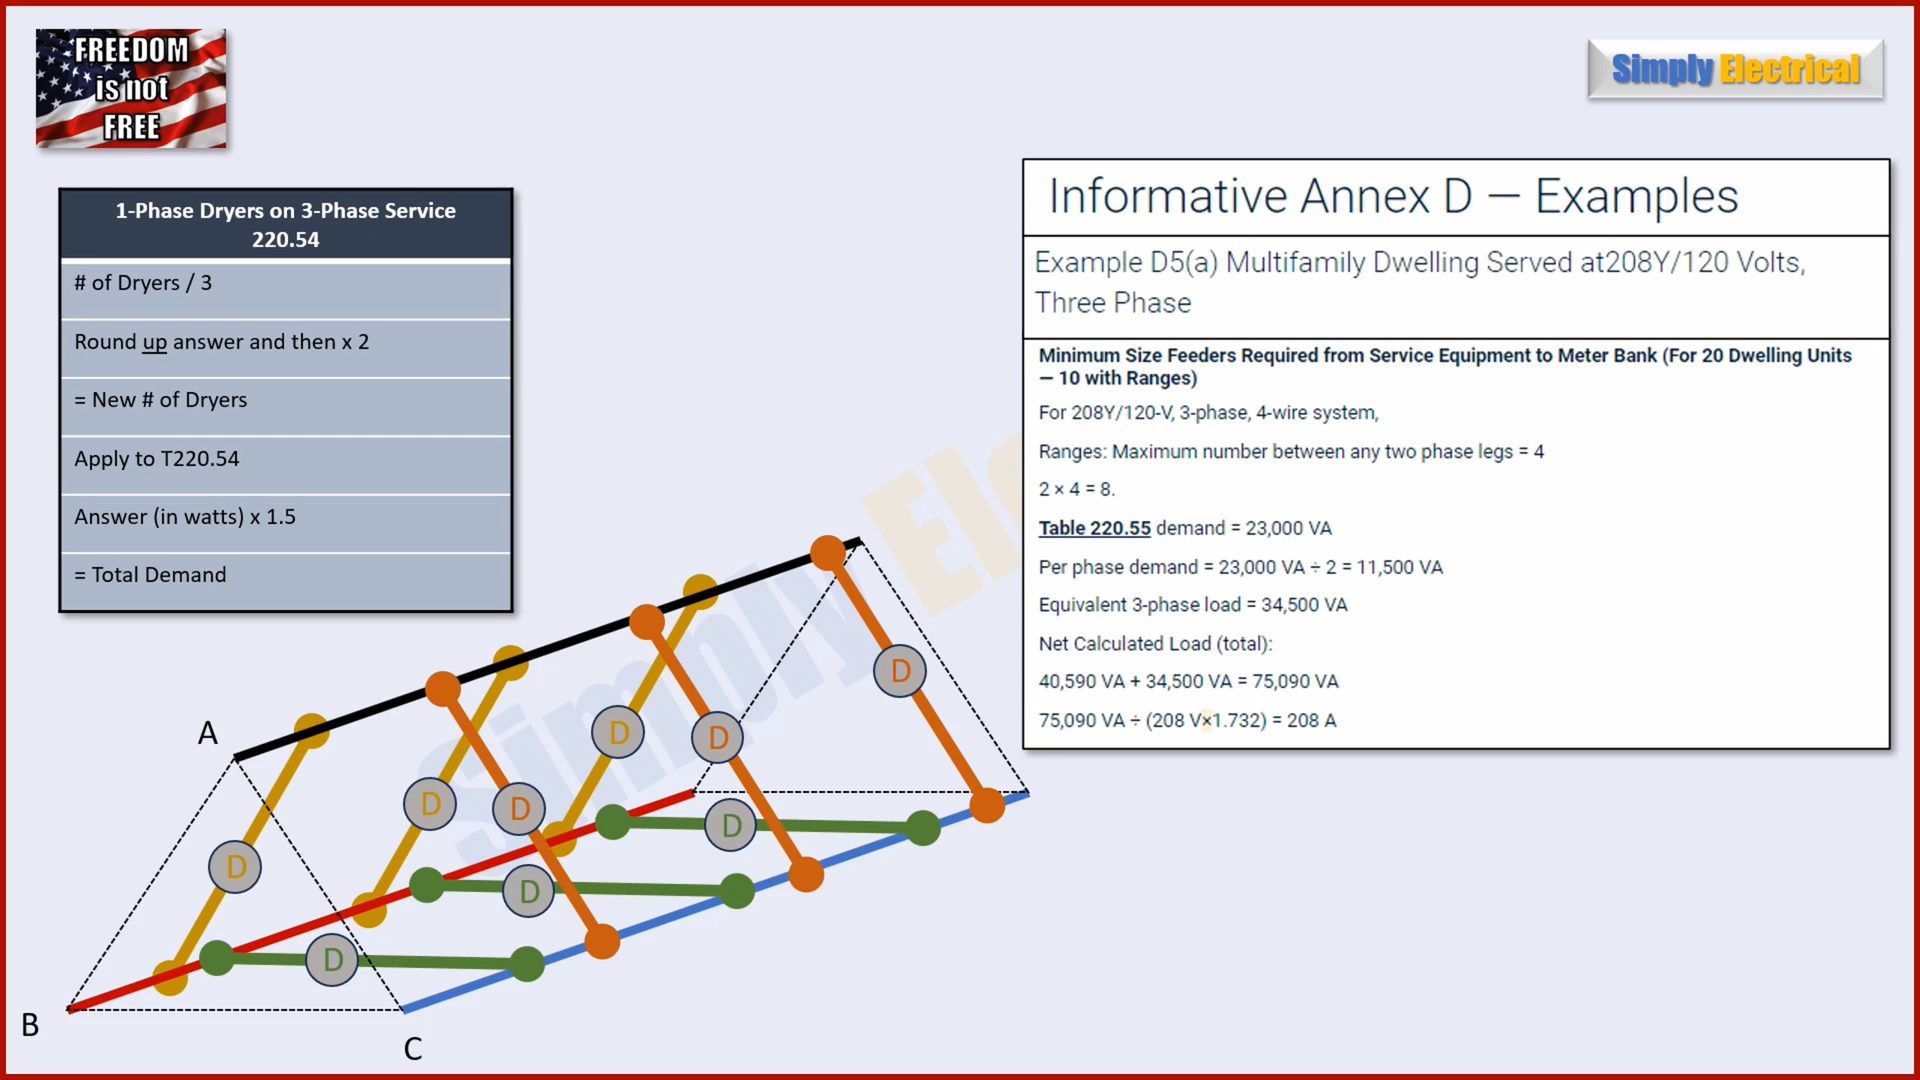 FREEDOM
is not
FREE
Simply Electrical
1-Phase Dryers on 3-Phase Service
220.54
# of Dryers / 3
Round up answer and then x 2
= New # of Dryers
Apply to T220.54
Answer (in watts) x 1.5
= Total Demand
Informative Annex D — Examples
Example D5(a) Multifamily Dwelling Served at208Y/120 Volts,
Three Phase
Minimum Size Feeders Required from Service Equipment to Meter Bank (For 20 Dwelling Units
— 10 with Ranges)
For 208Y/120-V, 3-phase, 4-wire system,
Ranges: Maximum number between any two phase legs = 4
2 × 4 = 8.
Table 220.55 demand = 23,000 VA
Per phase demand = 23,000 VA ÷ 2 = 11,500 VA
Equivalent 3-phase load = 34,500 VA
Net Calculated Load (total):
40,590 VA + 34,500 VA = 75,090 VA
75,090 VA ÷ (208 V×1.732) = 208 A
Simply Ele
A
D
D
D
D
D
D
D
D
D
B
C